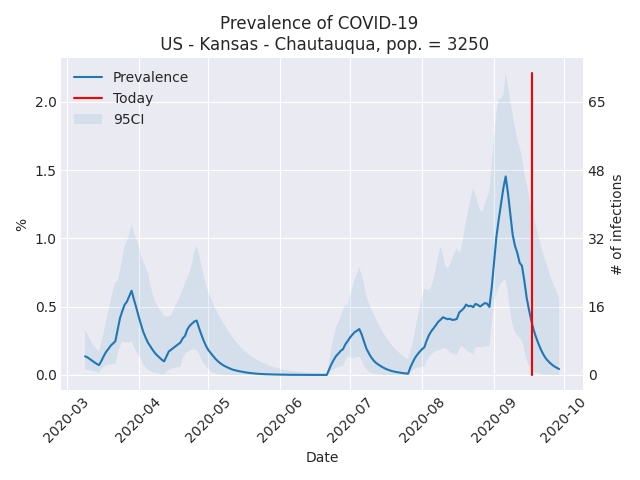 Prevalence of COVID-19
US - Kansas - Chautauqua, pop. = 3250
Prevalence
Today
95CI
2.0
1.5
1.0
0.5
0.0
%
65
48
32
16
0
# of infections
2020-03
2020-04
2020-05
2020-06
2020-07
2020-08
2020-09
2020-10
Date